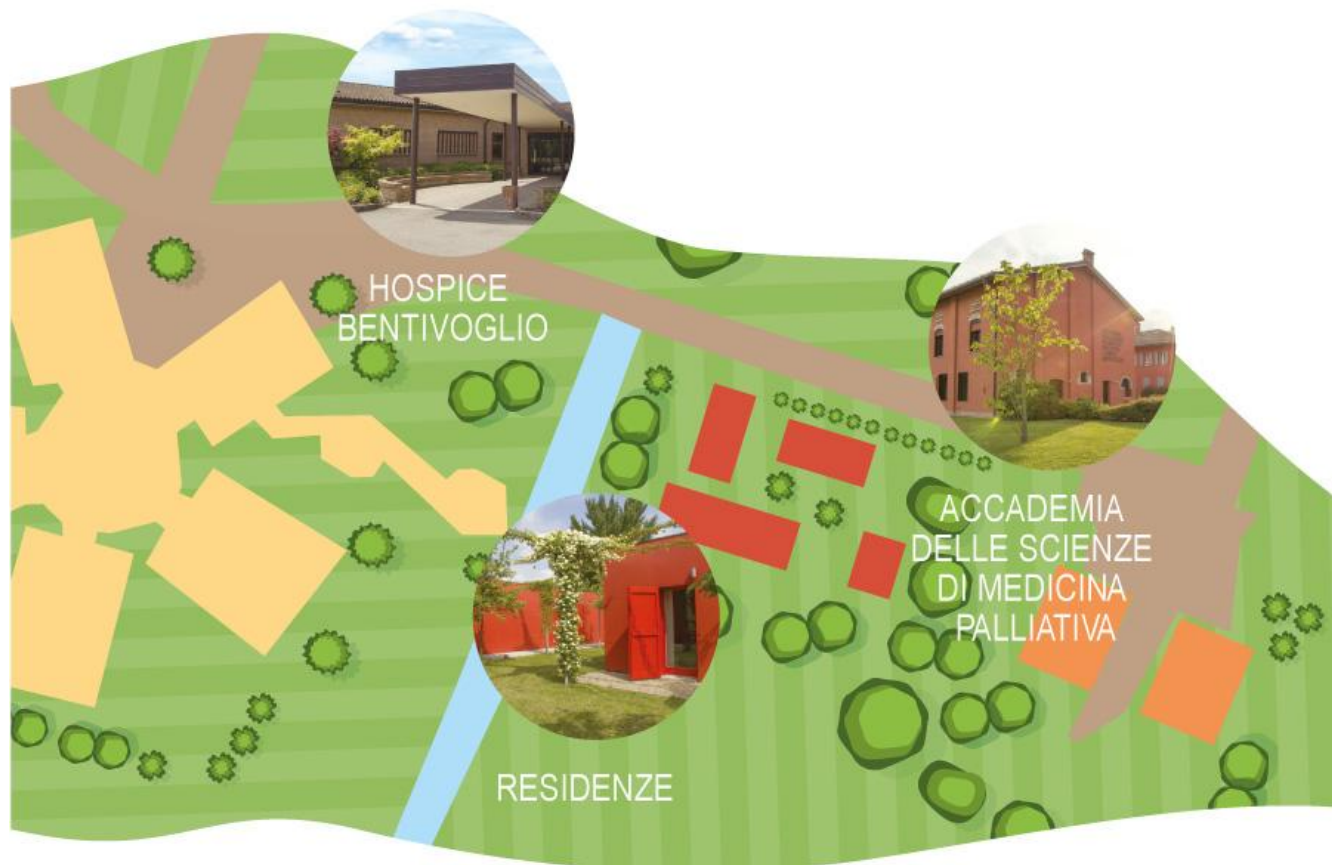 HOSPICE
BENTIVOGLIO
ACCADEMIA
DELLE SCIENZE
DI MEDICINA
PALLIATIVA
RESIDENZE